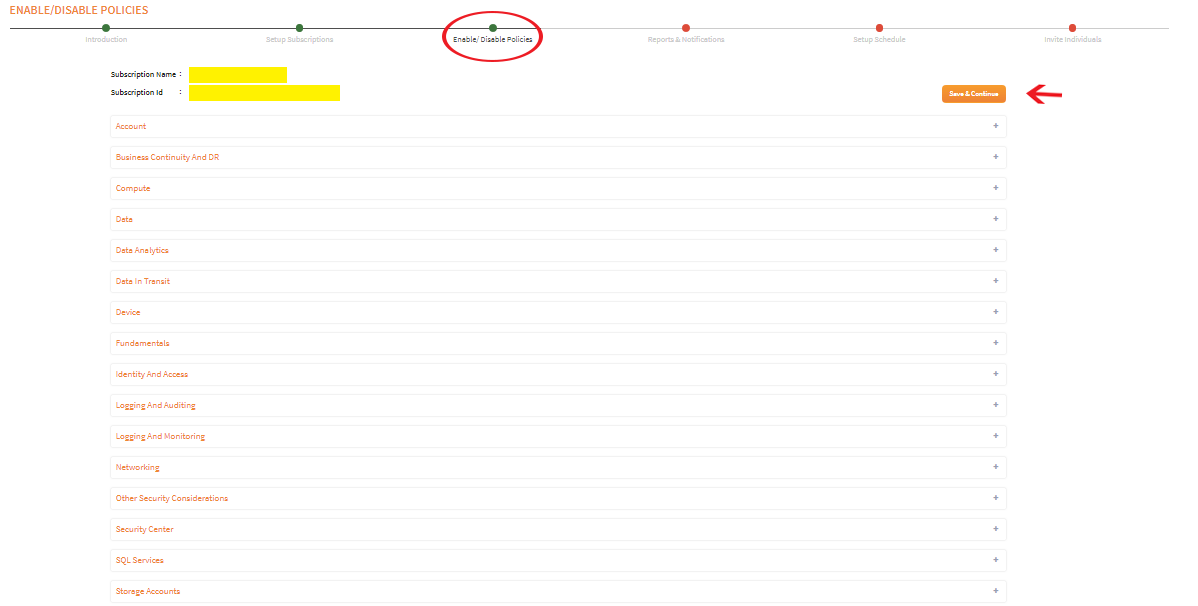 ENABLE/DISABLE POLICIES
Introduction
Setup Subscriptions
Enable/ Disable Policies
Reports & Notifications
Setup Schedule
Invite Individuals
Subscription Name :
Subscription Id :
Save & Continue
Account +
Business Continuity And DR +
Compute +
Data +
Data Analytics +
Data In Transit +
Device +
Fundamentals +
Identity And Access +
Logging And Auditing +
Logging And Monitoring +
Networking +
Other Security Considerations +
Security Center +
SQL Services +
Storage Accounts +